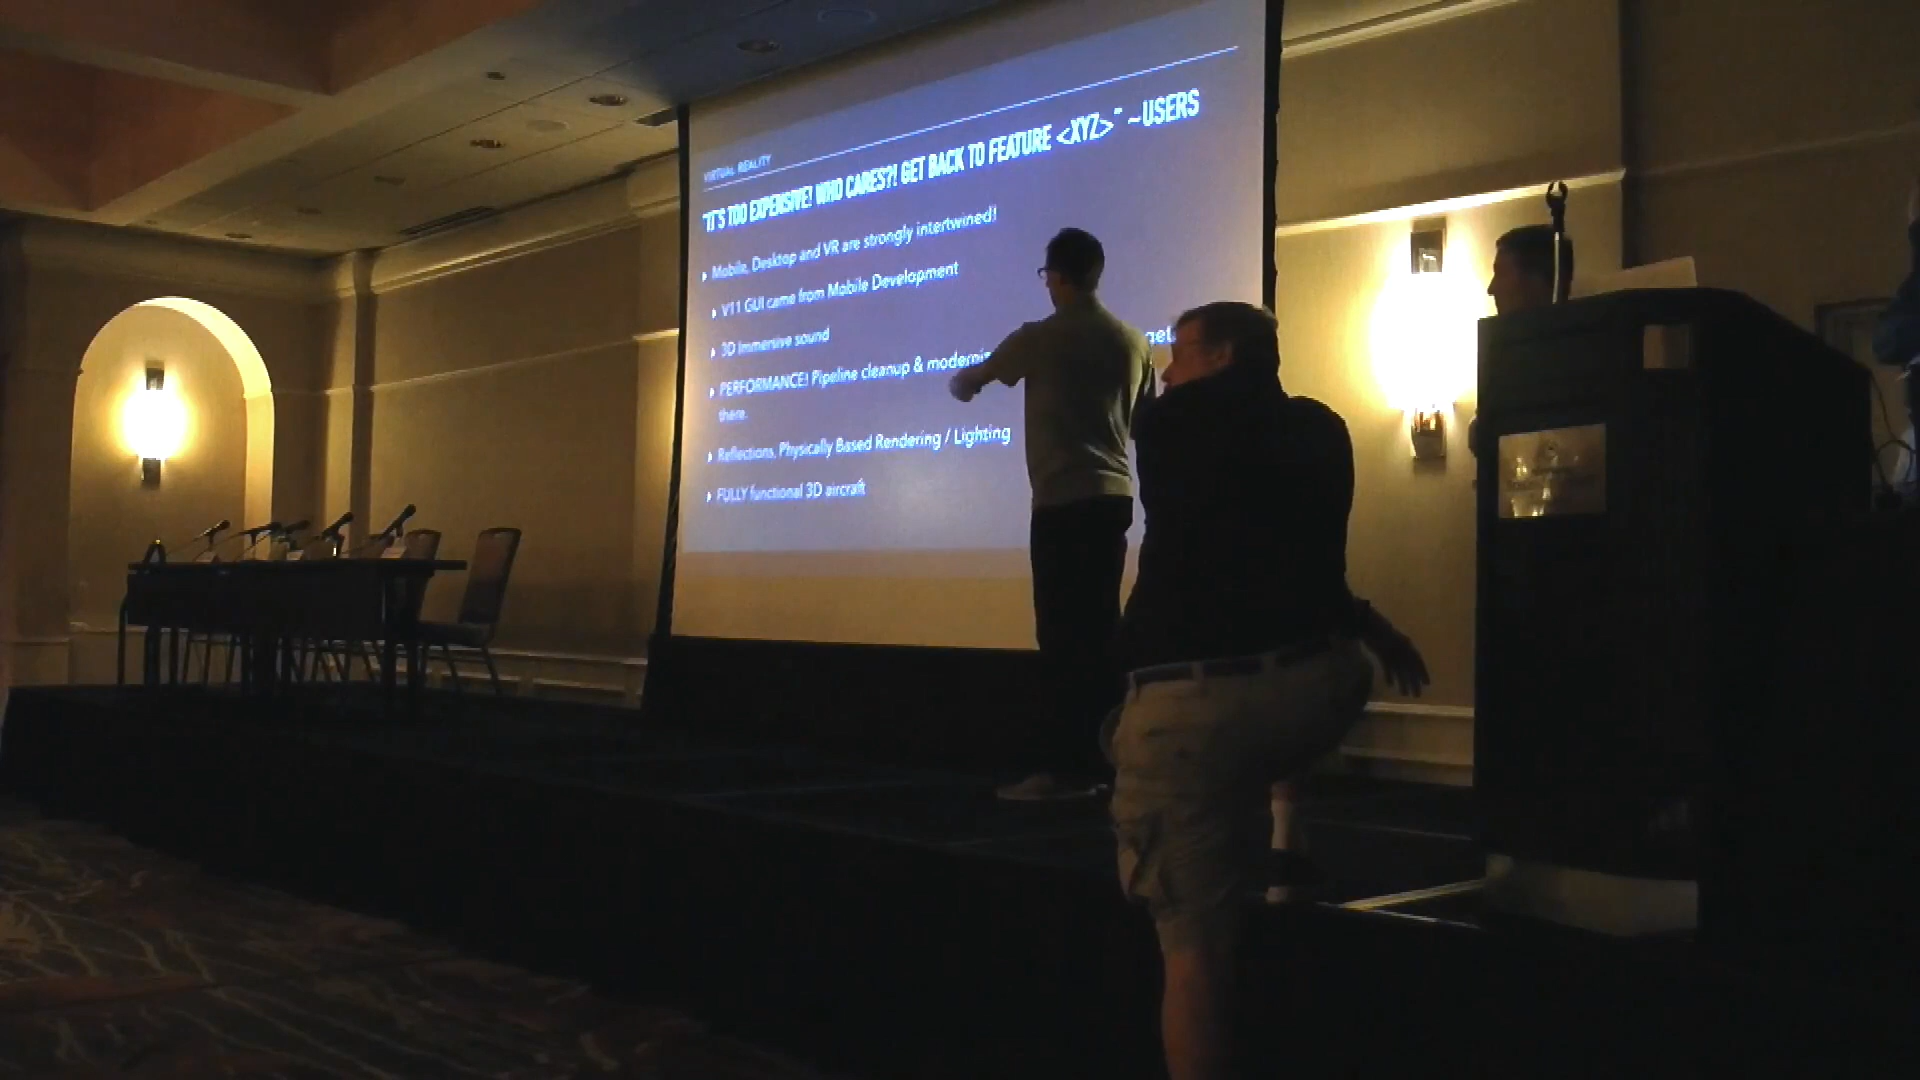 VIRTUAL REALITY
"IT'S TOO EXPENSIVE! WHO CARES?! GET BACK TO FEATURE <XYZ>" ~USERS
Mobile, Desktop and VR are strongly intertwined!
V11 GUI came from Mobile Development
3D Immersive sound
PERFORMANCE! Pipeline cleanup & moderniz
there.
Reflections, Physically Based Rendering / Lighting
FULLY functional 3D aircraft